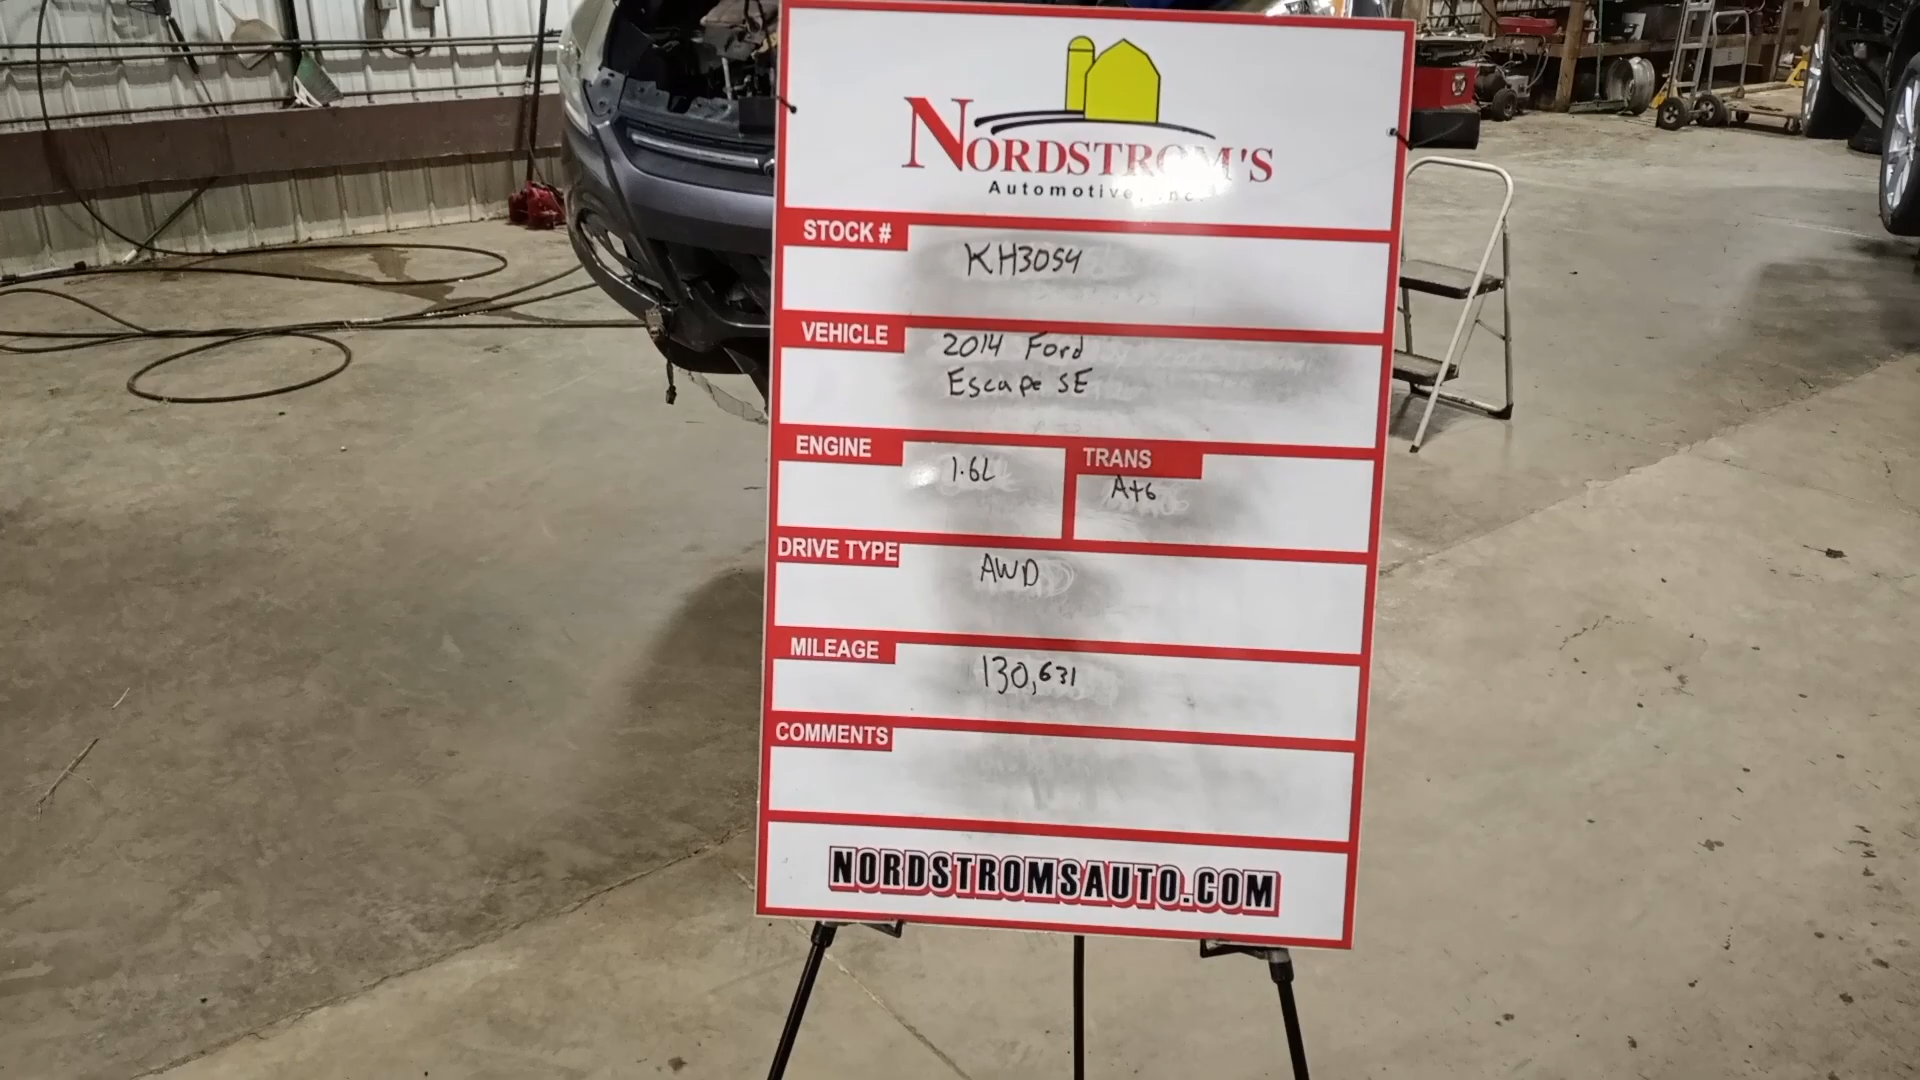 NORDSTROM'S
Automotive, Inc.
STOCK #
KH3054
VEHICLE
2014 Ford
Escape SE
ENGINE
1.6L
TRANS
At6
DRIVE TYPE
AWD
MILEAGE
130,631
COMMENTS
NORDSTROMSAUTO.COM